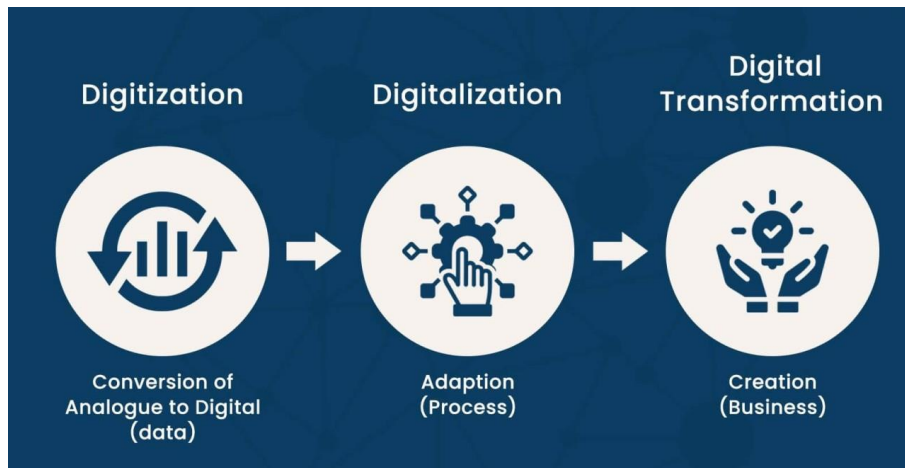 Digitization
Conversion of
Analogue to Digital
(data)
Digitalization
Adaption
(Process)
Digital
Transformation
Creation
(Business)